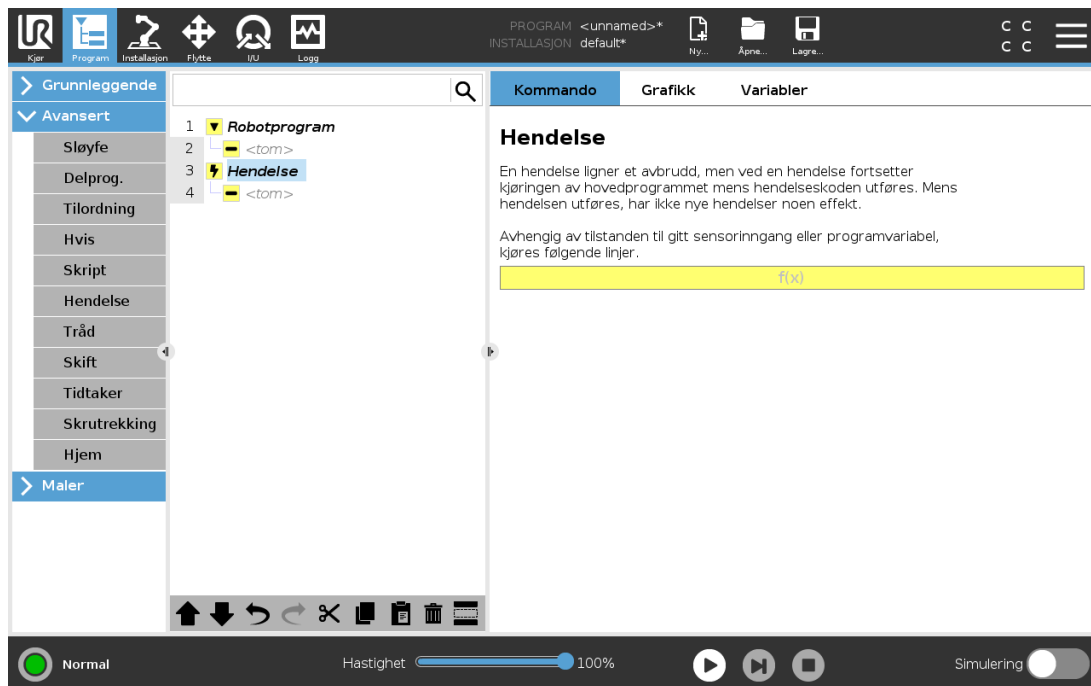 PROGRAM <unnamed>*
INSTALLASJON default*
C C
C C
Kjør Program Installasjon Flytte I/U Logg Ny... Åpne... Lagre...
Grunnleggende
Avansert
Sløyfe
Delprog.
Tilordning
Hvis
Skript
Hendelse
Tråd
Skift
Tidtaker
Skrutrekking
Hjem
Maler
1 Robotprogram
2 <tom>
3 Hendelse
4 <tom>
Kommando Grafikk Variabler
Hendelse
En hendelse ligner et avbrudd, men ved en hendelse fortsetter
kjøringen av hovedprogrammet mens hendelseskoden utføres. Mens
hendelsen utføres, har ikke nye hendelser noen effekt.
Avhengig av tilstanden til gitt sensorinngang eller programvariabel,
kjøres følgende linjer.
f(x)
Normal Hastighet 100% Simulering